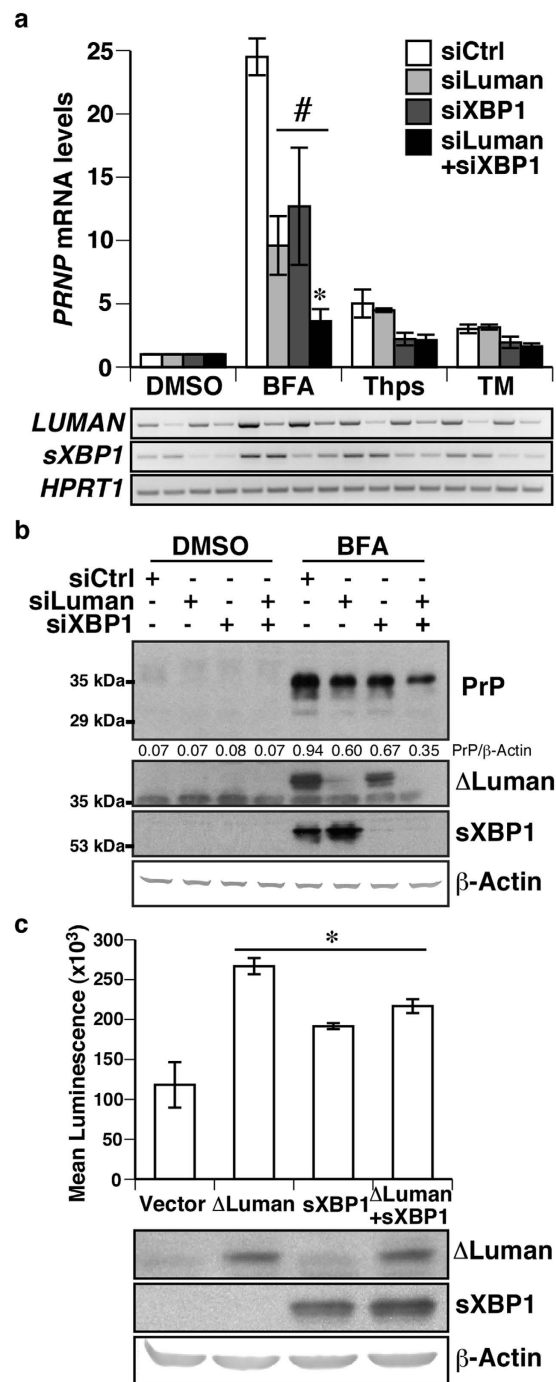 a
25
20
15
10
5
0
PRNP mRNA levels
siCtrl
siLuman
siXBP1
siLuman
+siXBP1
#
*
DMSO BFA Thps TM
LUMAN
sXBP1
HPRT1
b
DMSO BFA
siCtrl + - - - + - - -
siLuman - + - + - + - +
siXBP1 - - + + - - + +
35 kDa
29 kDa
PrP
0.07 0.07 0.08 0.07 0.94 0.60 0.67 0.35 PrP/β-Actin
35 kDa
ΔLuman
53 kDa
sXBP1
β-Actin
c
300
250
200
150
100
50
0
Mean Luminescence (x10³)
*
Vector ΔLuman sXBP1 ΔLuman
+sXBP1
ΔLuman
sXBP1
β-Actin